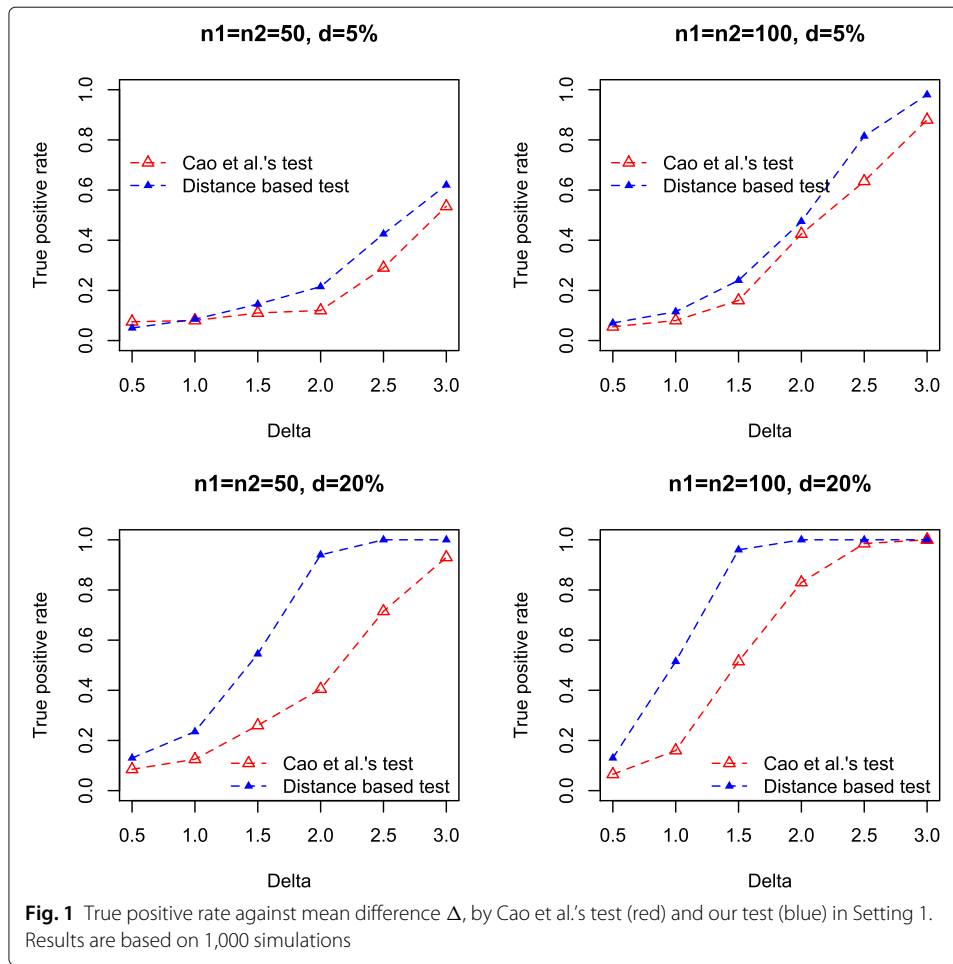 n1=n2=50, d=5%
True positive rate
0.0 0.2 0.4 0.6 0.8 1.0
Cao et al.'s test
Distance based test
0.5 1.0 1.5 2.0 2.5 3.0
Delta
n1=n2=100, d=5%
True positive rate
0.0 0.2 0.4 0.6 0.8 1.0
Cao et al.'s test
Distance based test
0.5 1.0 1.5 2.0 2.5 3.0
Delta
n1=n2=50, d=20%
True positive rate
0.0 0.2 0.4 0.6 0.8 1.0
Cao et al.'s test
Distance based test
0.5 1.0 1.5 2.0 2.5 3.0
Delta
n1=n2=100, d=20%
True positive rate
0.0 0.2 0.4 0.6 0.8 1.0
Cao et al.'s test
Distance based test
0.5 1.0 1.5 2.0 2.5 3.0
Delta
Fig. 1 True positive rate against mean difference Δ, by Cao et al.'s test (red) and our test (blue) in Setting 1.
Results are based on 1,000 simulations